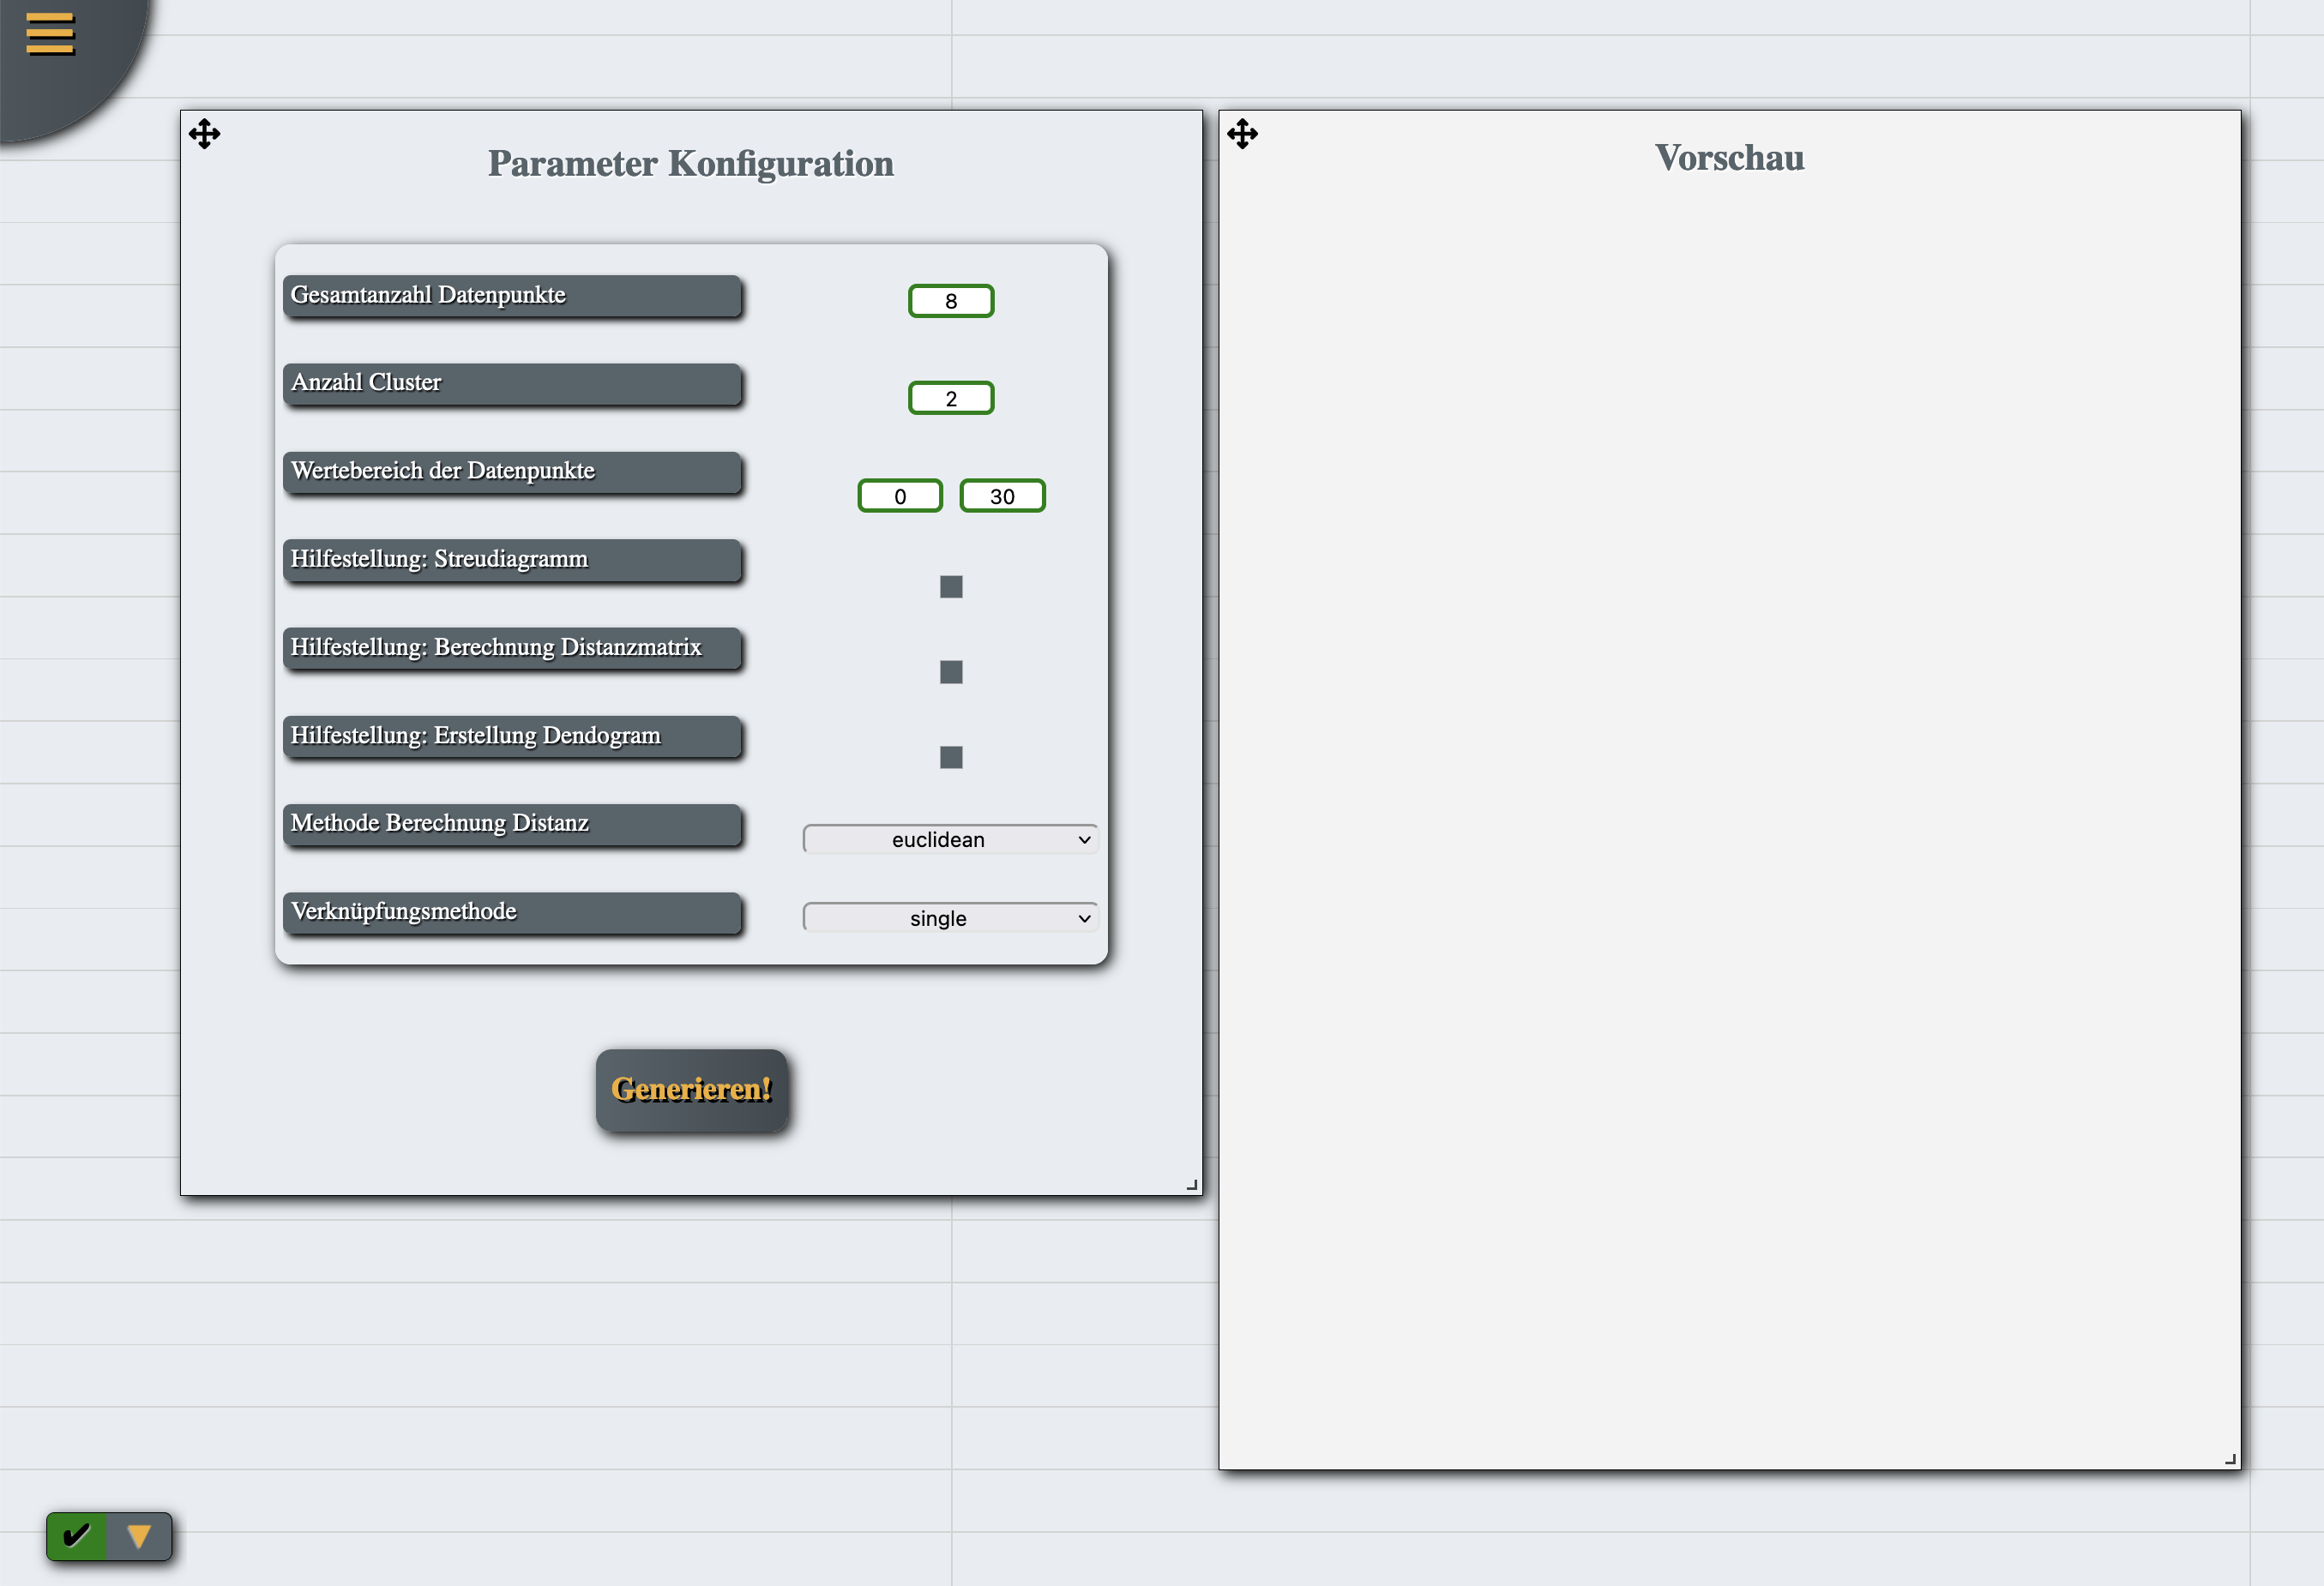 Parameter Konfiguration
Gesamtanzahl Datenpunkte 8
Anzahl Cluster 2
Wertebereich der Datenpunkte 0 30
Hilfestellung: Streudiagramm
Hilfestellung: Berechnung Distanzmatrix
Hilfestellung: Erstellung Dendogram
Methode Berechnung Distanz euclidean
Verknüpfungsmethode single
Generieren!
Vorschau